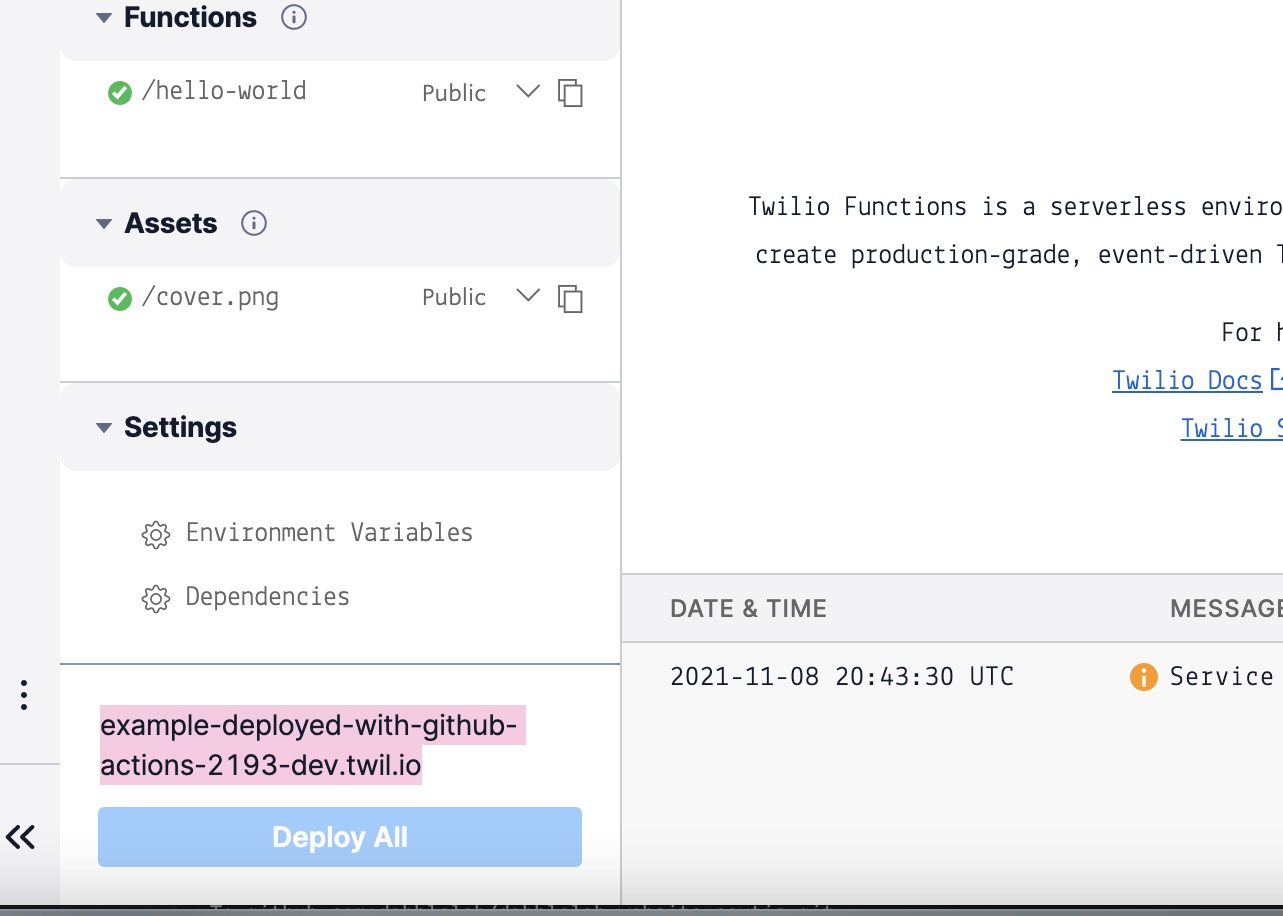 Functions
/hello-world Public
Assets
/cover.png Public
Settings
Environment Variables
Dependencies
example-deployed-with-github-
actions-2193-dev.twil.io
Deploy All
Twilio Functions is a serverless enviro
create production-grade, event-driven
For
Twilio Docs
Twilio
DATE & TIME MESSAGE
2021-11-08 20:43:30 UTC Service